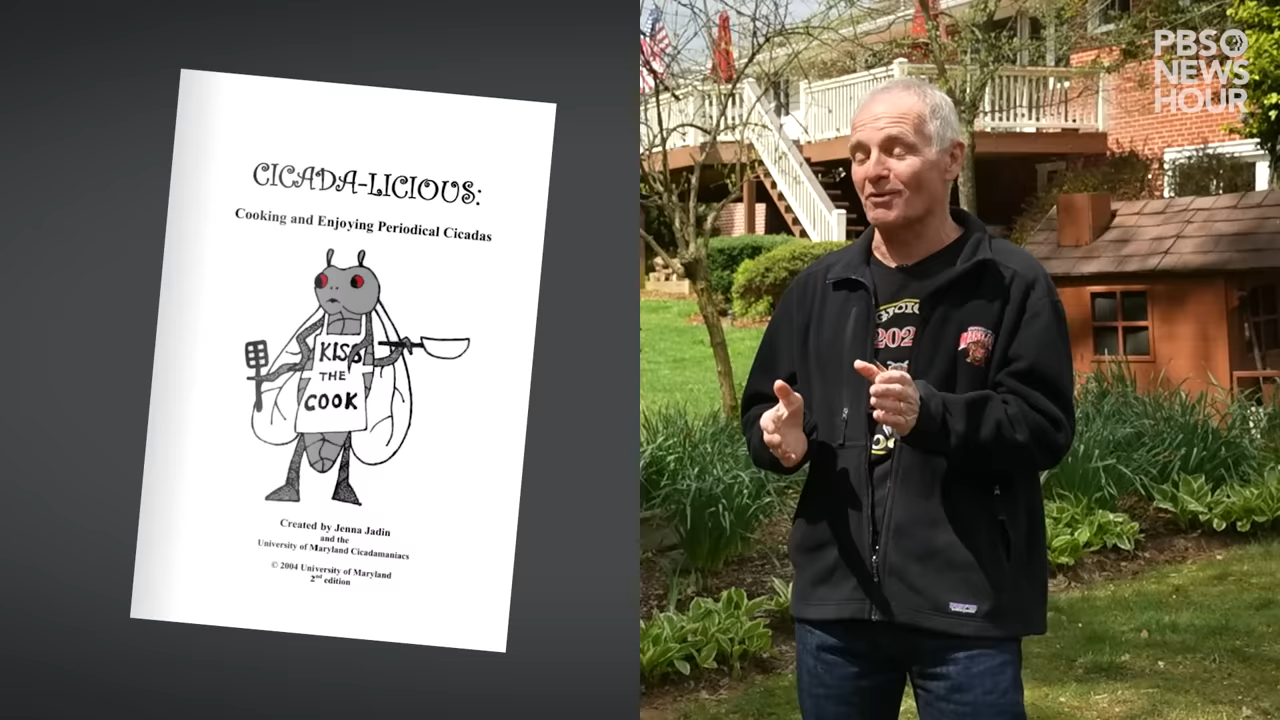 CICADA-LICIOUS:
Cooking and Enjoying Periodical Cicadas
KISS
THE
COOK
Created by Jenna Jadin
and the
University of Maryland Cicadamaniacs
© 2004 University of Maryland
2nd edition
PBS
NEWS
HOUR
202